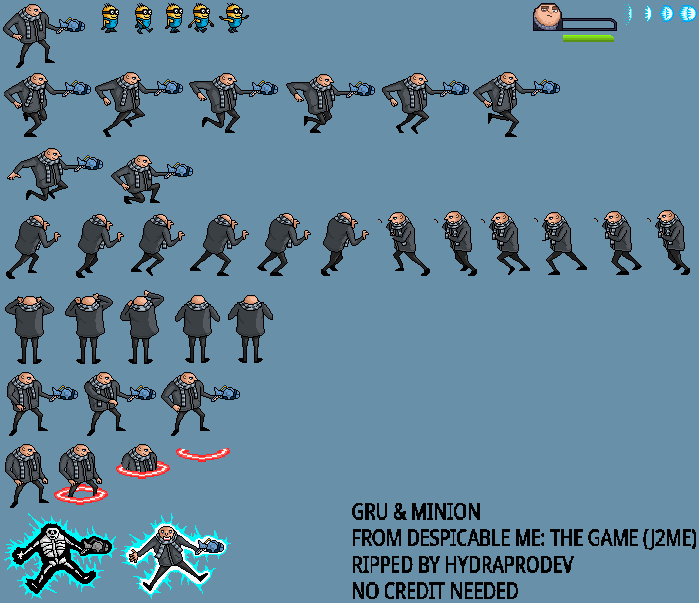 GRU & MINION
FROM DESPICABLE ME: THE GAME (J2ME)
RIPPED BY HYDRAPRODEV
NO CREDIT NEEDED